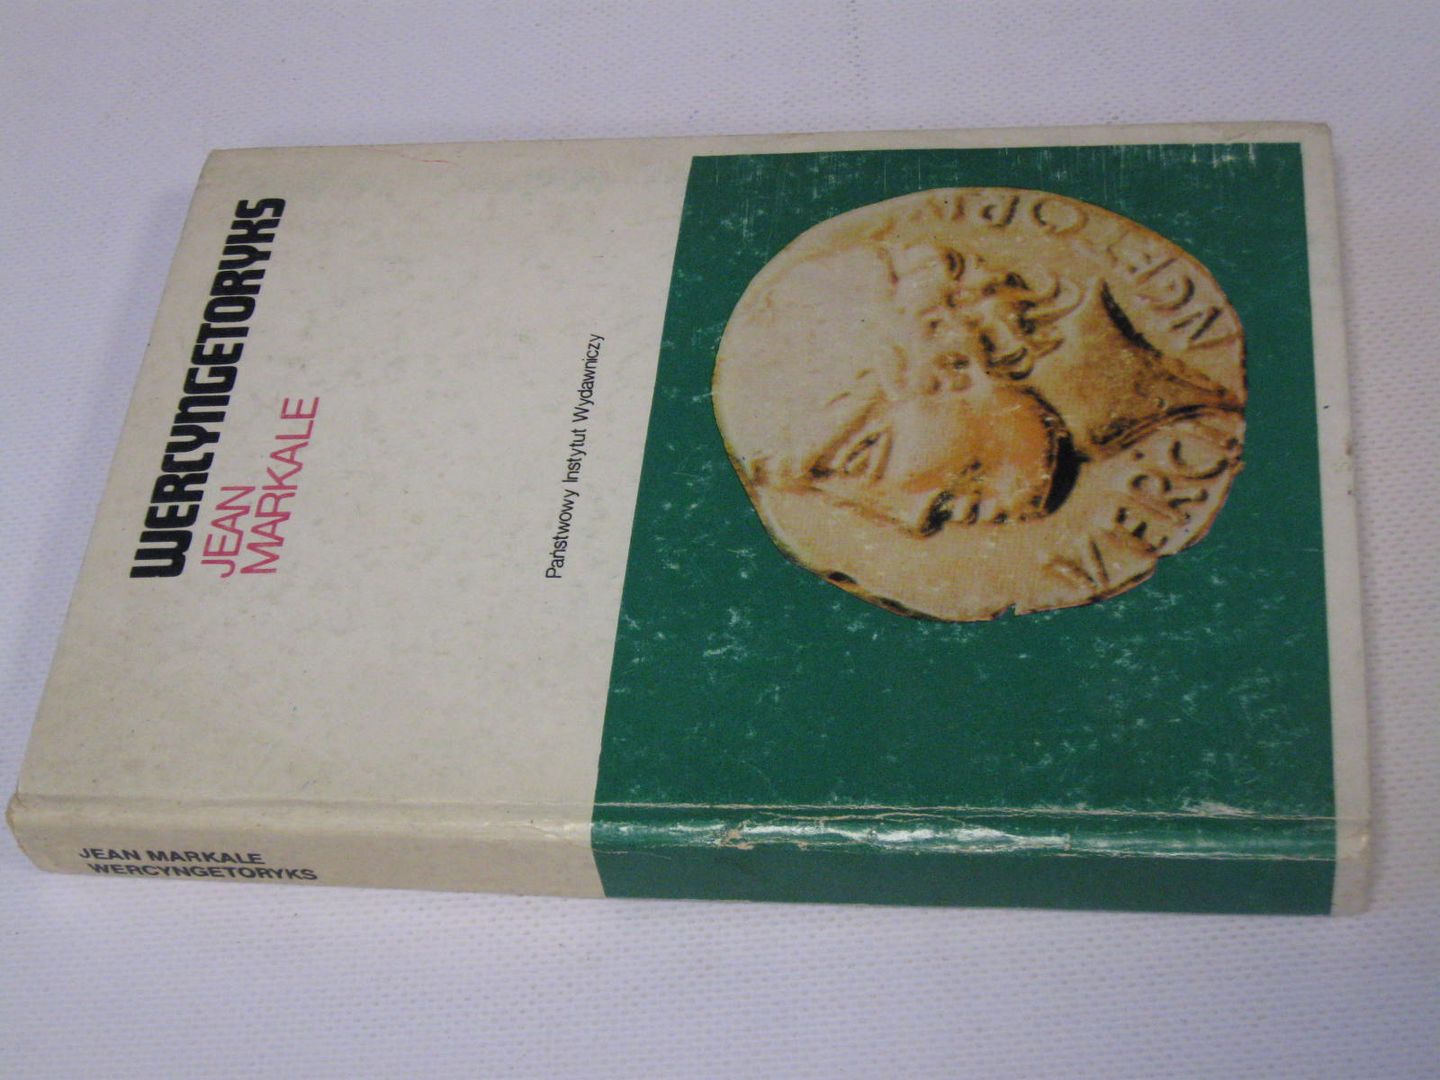 WERCYNGETORYKS
JEAN
MARKALE
Państwowy Instytut Wydawniczy
JEAN MARKALE
WERCYNGETORYKS